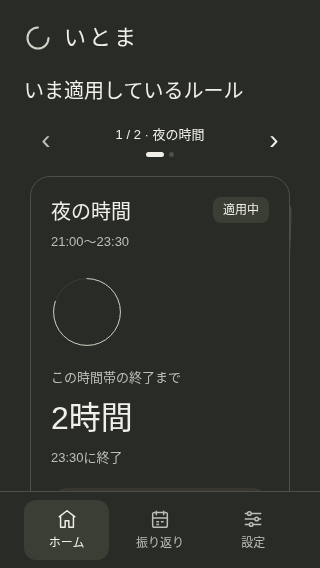 いとま
いま適用しているルール
‹ 1 / 2 · 夜の時間 ›
夜の時間 適用中
21:00〜23:30
この時間帯の終了まで
2時間
23:30に終了
ホーム 振り返り 設定